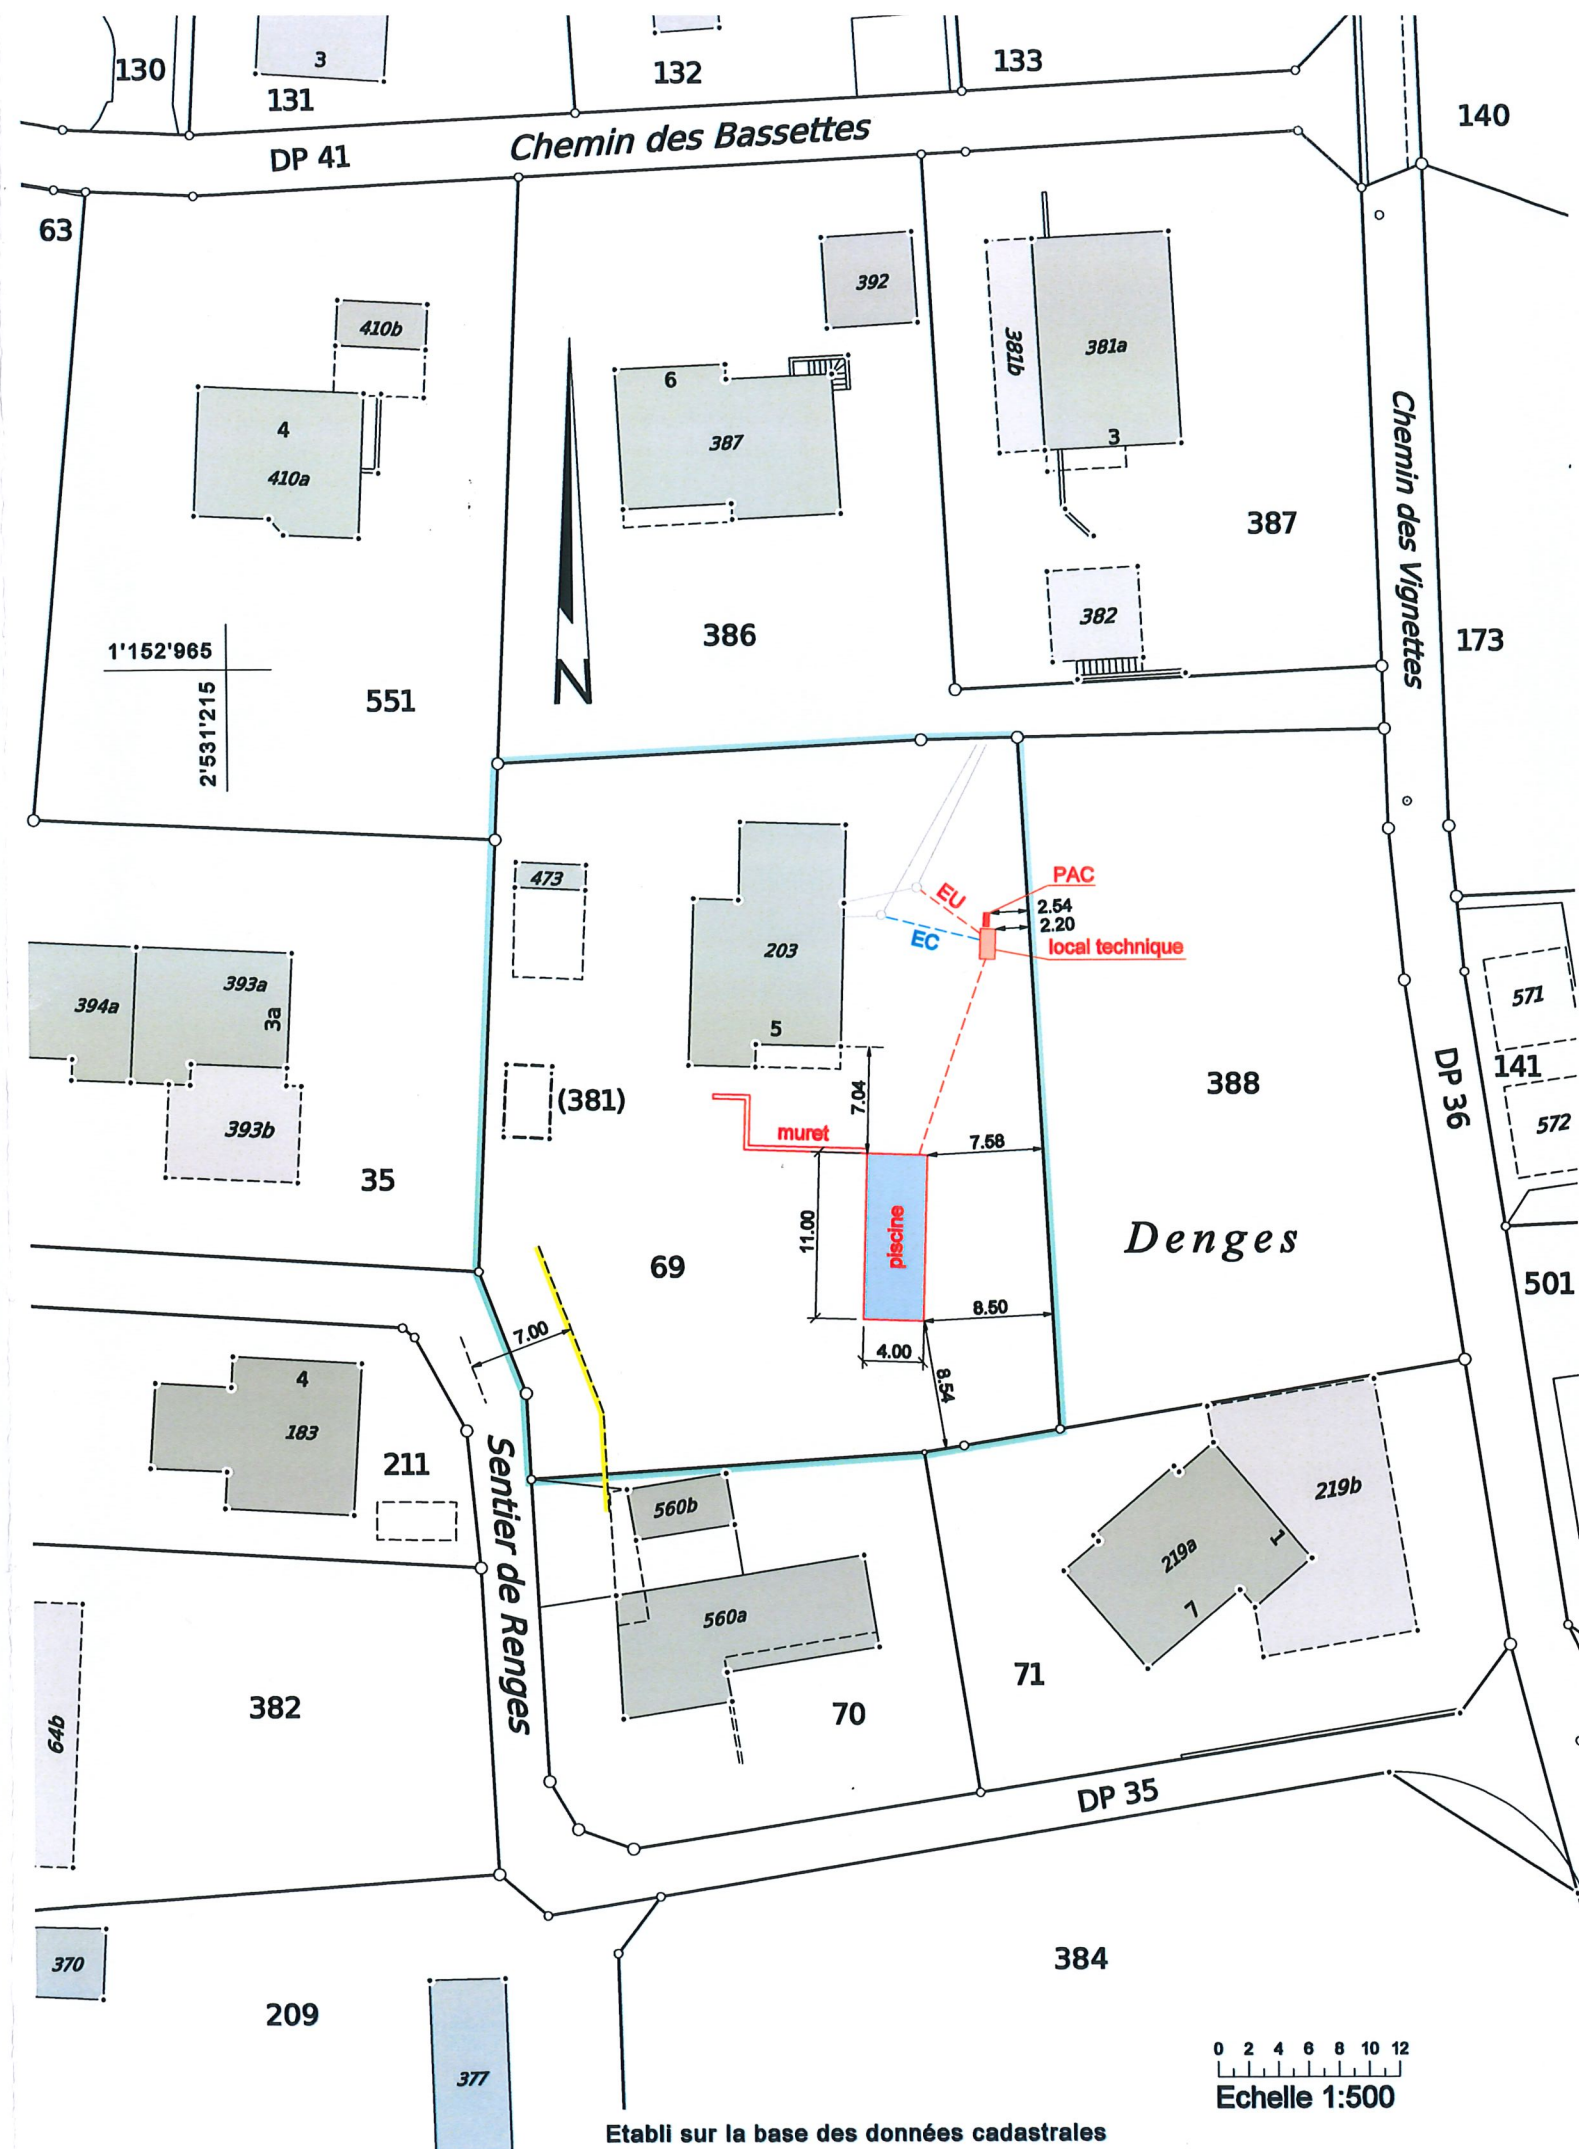 130
3
131
132
133
140
DP 41
Chemin des Bassettes
63
392
410b
381b
381a
6
4
387
3
410a
Chemin des Vignettes
387
382
386
173
1'152'965
N
551
2'531'215
473
PAC
EU
2.54
2.20
EC
local technique
203
393a
394a
3a
5
571
141
388
DP 36
7.04
(381)
572
393b
muret
7.58
35
11.00
piscine
Denges
69
501
8.50
7.00
4.00
8.54
4
183
211
Sentier de Renges
560b
219b
219a
1
7
560a
71
382
70
64b
DP 35
370
384
209
377
0 2 4 6 8 10 12
Echelle 1:500
Etabli sur la base des données cadastrales